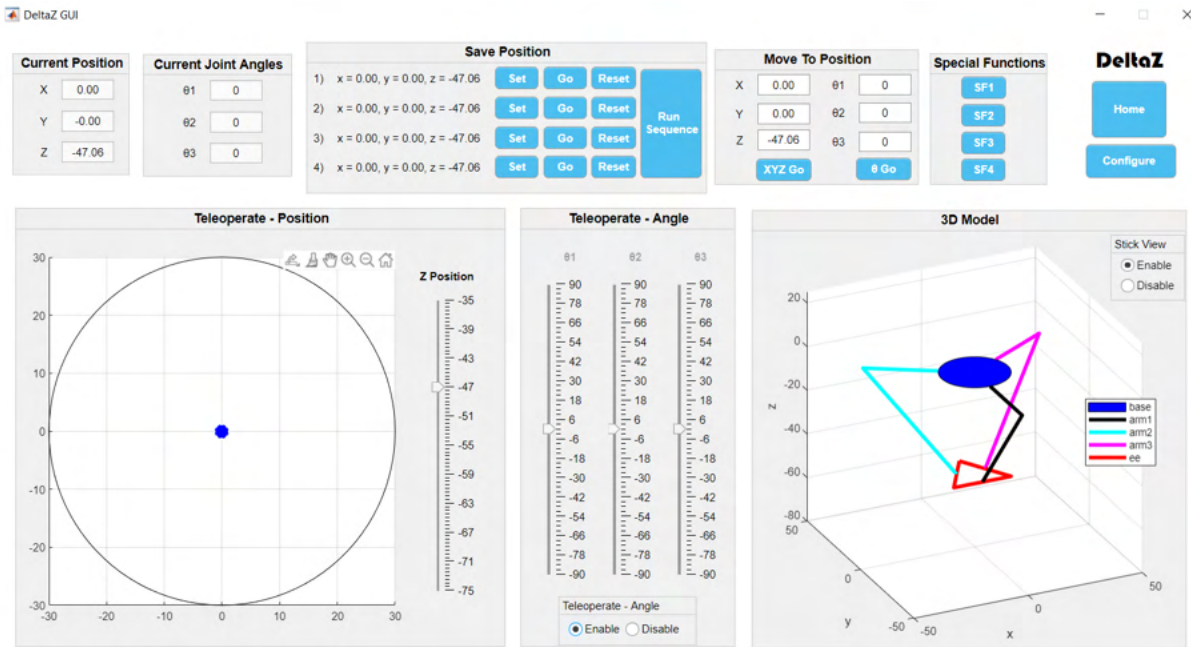 DeltaZ GUI
Current Position
X 0.00
Y -0.00
Z -47.06
Current Joint Angles
θ1 0
θ2 0
θ3 0
Save Position
1) x = 0.00, y = 0.00, z = -47.06 Set Go Reset
2) x = 0.00, y = 0.00, z = -47.06 Set Go Reset
3) x = 0.00, y = 0.00, z = -47.06 Set Go Reset
4) x = 0.00, y = 0.00, z = -47.06 Set Go Reset
Run
Sequence
Move To Position
X 0.00 θ1 0
Y 0.00 θ2 0
Z -47.06 θ3 0
XYZ Go θ Go
Special Functions
SF1
SF2
SF3
SF4
DeltaZ
Home
Configure
Teleoperate - Position
30
20
10
0
-10
-20
-30
-30 -20 -10 0 10 20 30
Z Position
-35
-39
-43
-47
-51
-55
-59
-63
-67
-71
-75
Teleoperate - Angle
θ1 θ2 θ3
90 90 90
78 78 78
66 66 66
54 54 54
42 42 42
30 30 30
18 18 18
6 6 6
-6 -6 -6
-18 -18 -18
-30 -30 -30
-42 -42 -42
-54 -54 -54
-66 -66 -66
-78 -78 -78
-90 -90 -90
Teleoperate - Angle
Enable Disable
3D Model
Stick View
Enable
Disable
20
0
-20
-40
-60
-80
z
50
0
-50
y
-50
0
50
x
base
arm1
arm2
arm3
ee